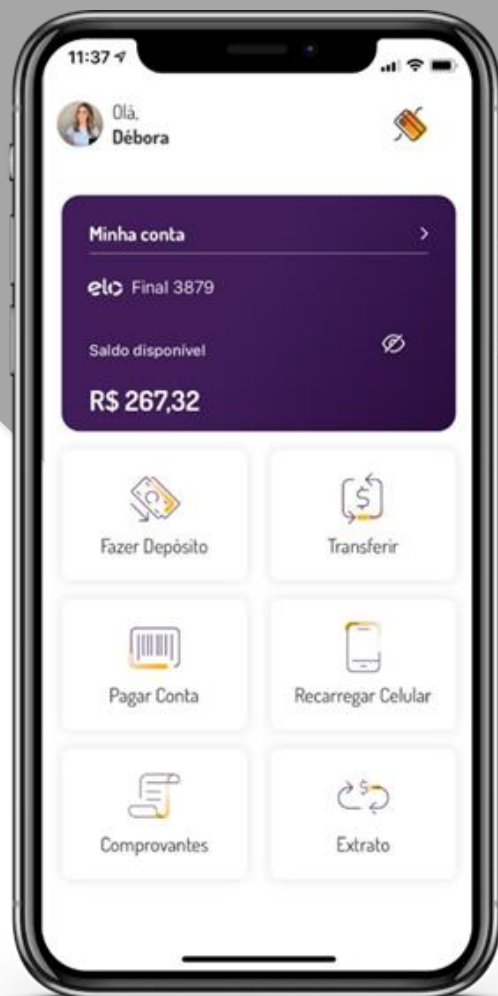 11:37
Olá,
Débora
Minha conta
elo Final 3879
Saldo disponível
R$ 267,32
Fazer Depósito
Transferir
Pagar Conta
Recarregar Celular
Comprovantes
Extrato